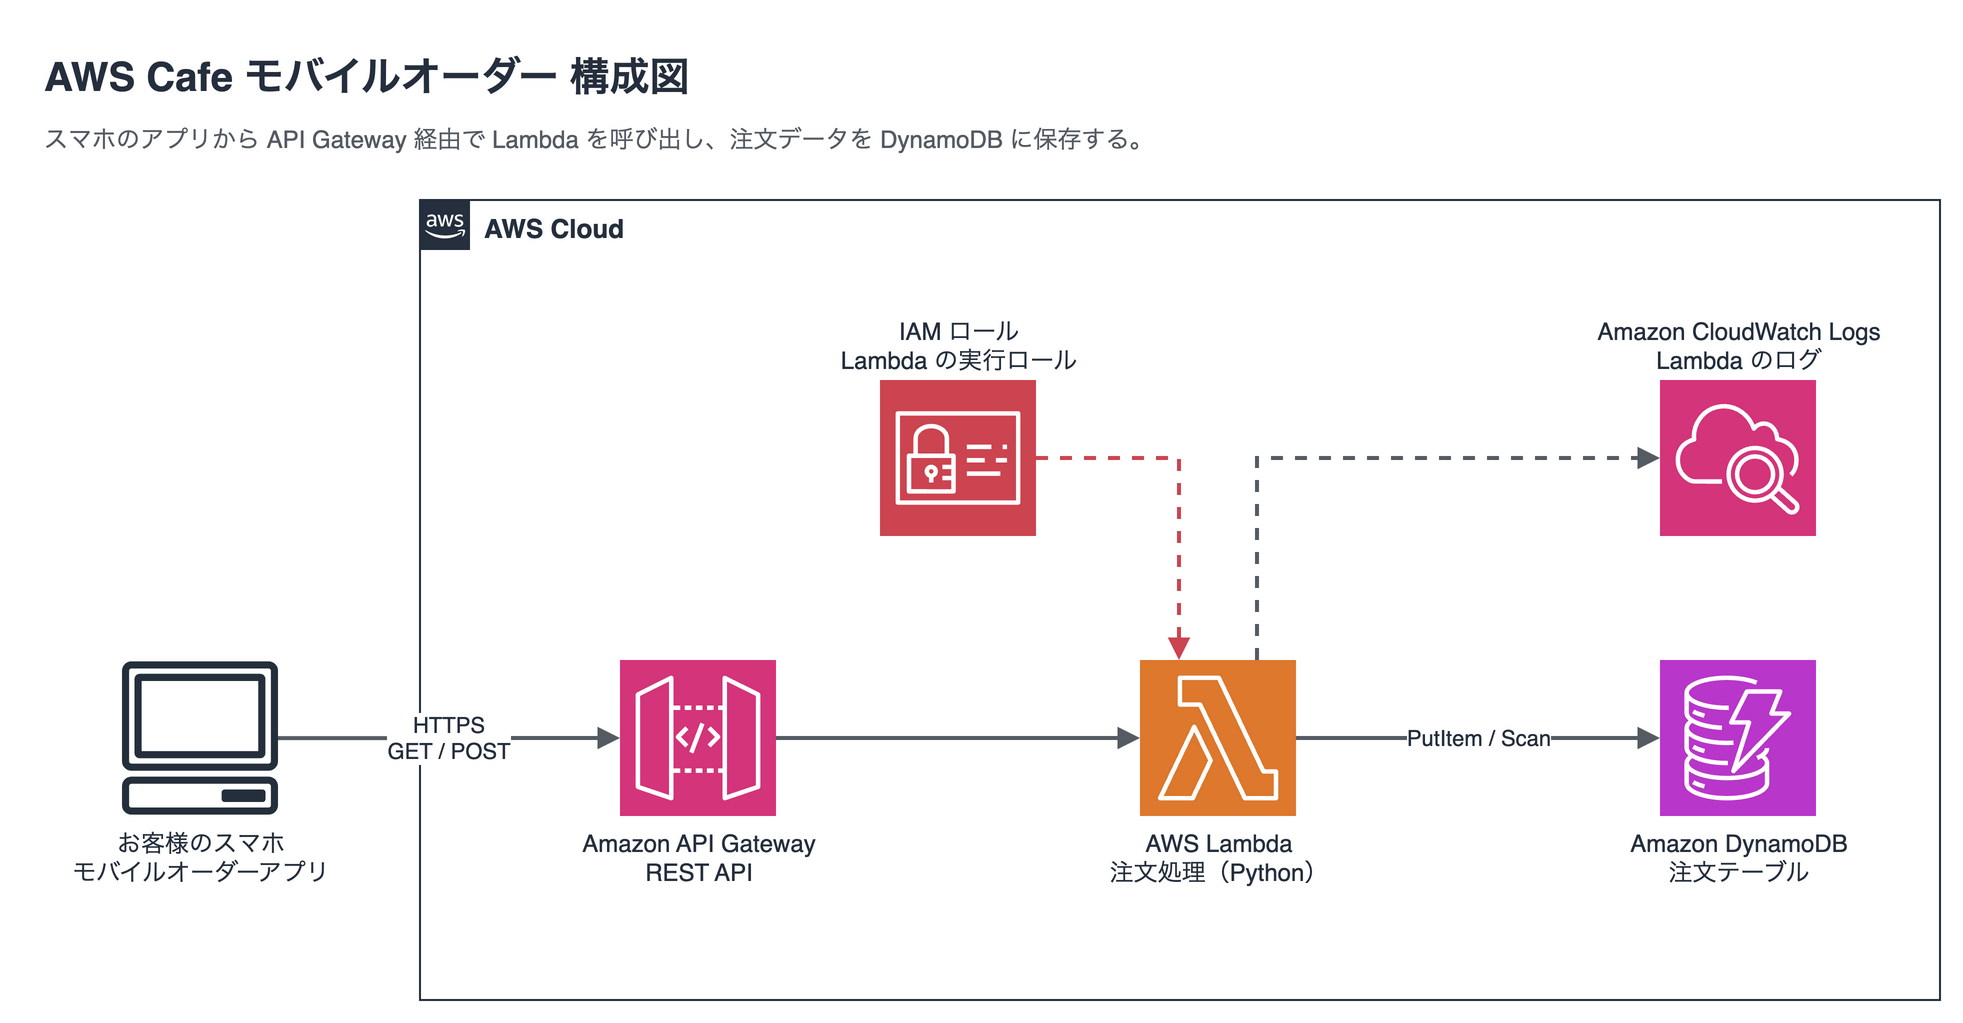 AWS Cafe モバイルオーダー 構成図
スマホのアプリから API Gateway 経由で Lambda を呼び出し、注文データを DynamoDB に保存する。
aws
AWS Cloud
IAM ロール
Lambda の実行ロール
Amazon CloudWatch Logs
Lambda のログ
HTTPS
GET / POST
PutItem / Scan
お客様のスマホ
モバイルオーダーアプリ
Amazon API Gateway
REST API
AWS Lambda
注文処理（Python）
Amazon DynamoDB
注文テーブル